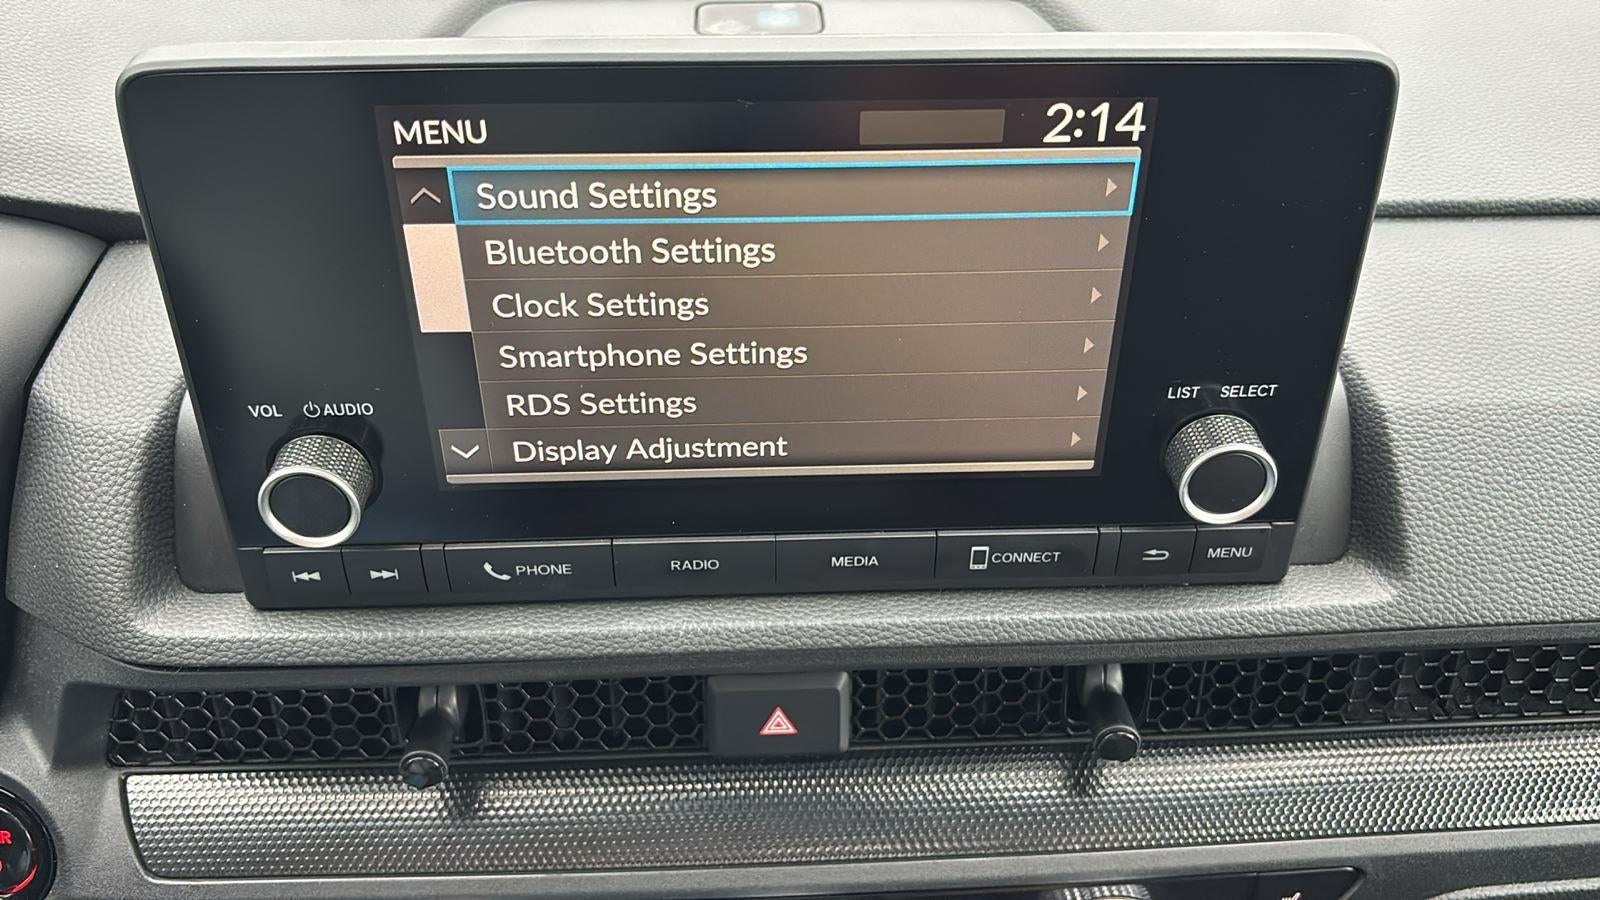 MENU 2:14
Sound Settings
Bluetooth Settings
Clock Settings
Smartphone Settings
RDS Settings
Display Adjustment
VOL AUDIO
LIST SELECT
PHONE RADIO MEDIA CONNECT MENU